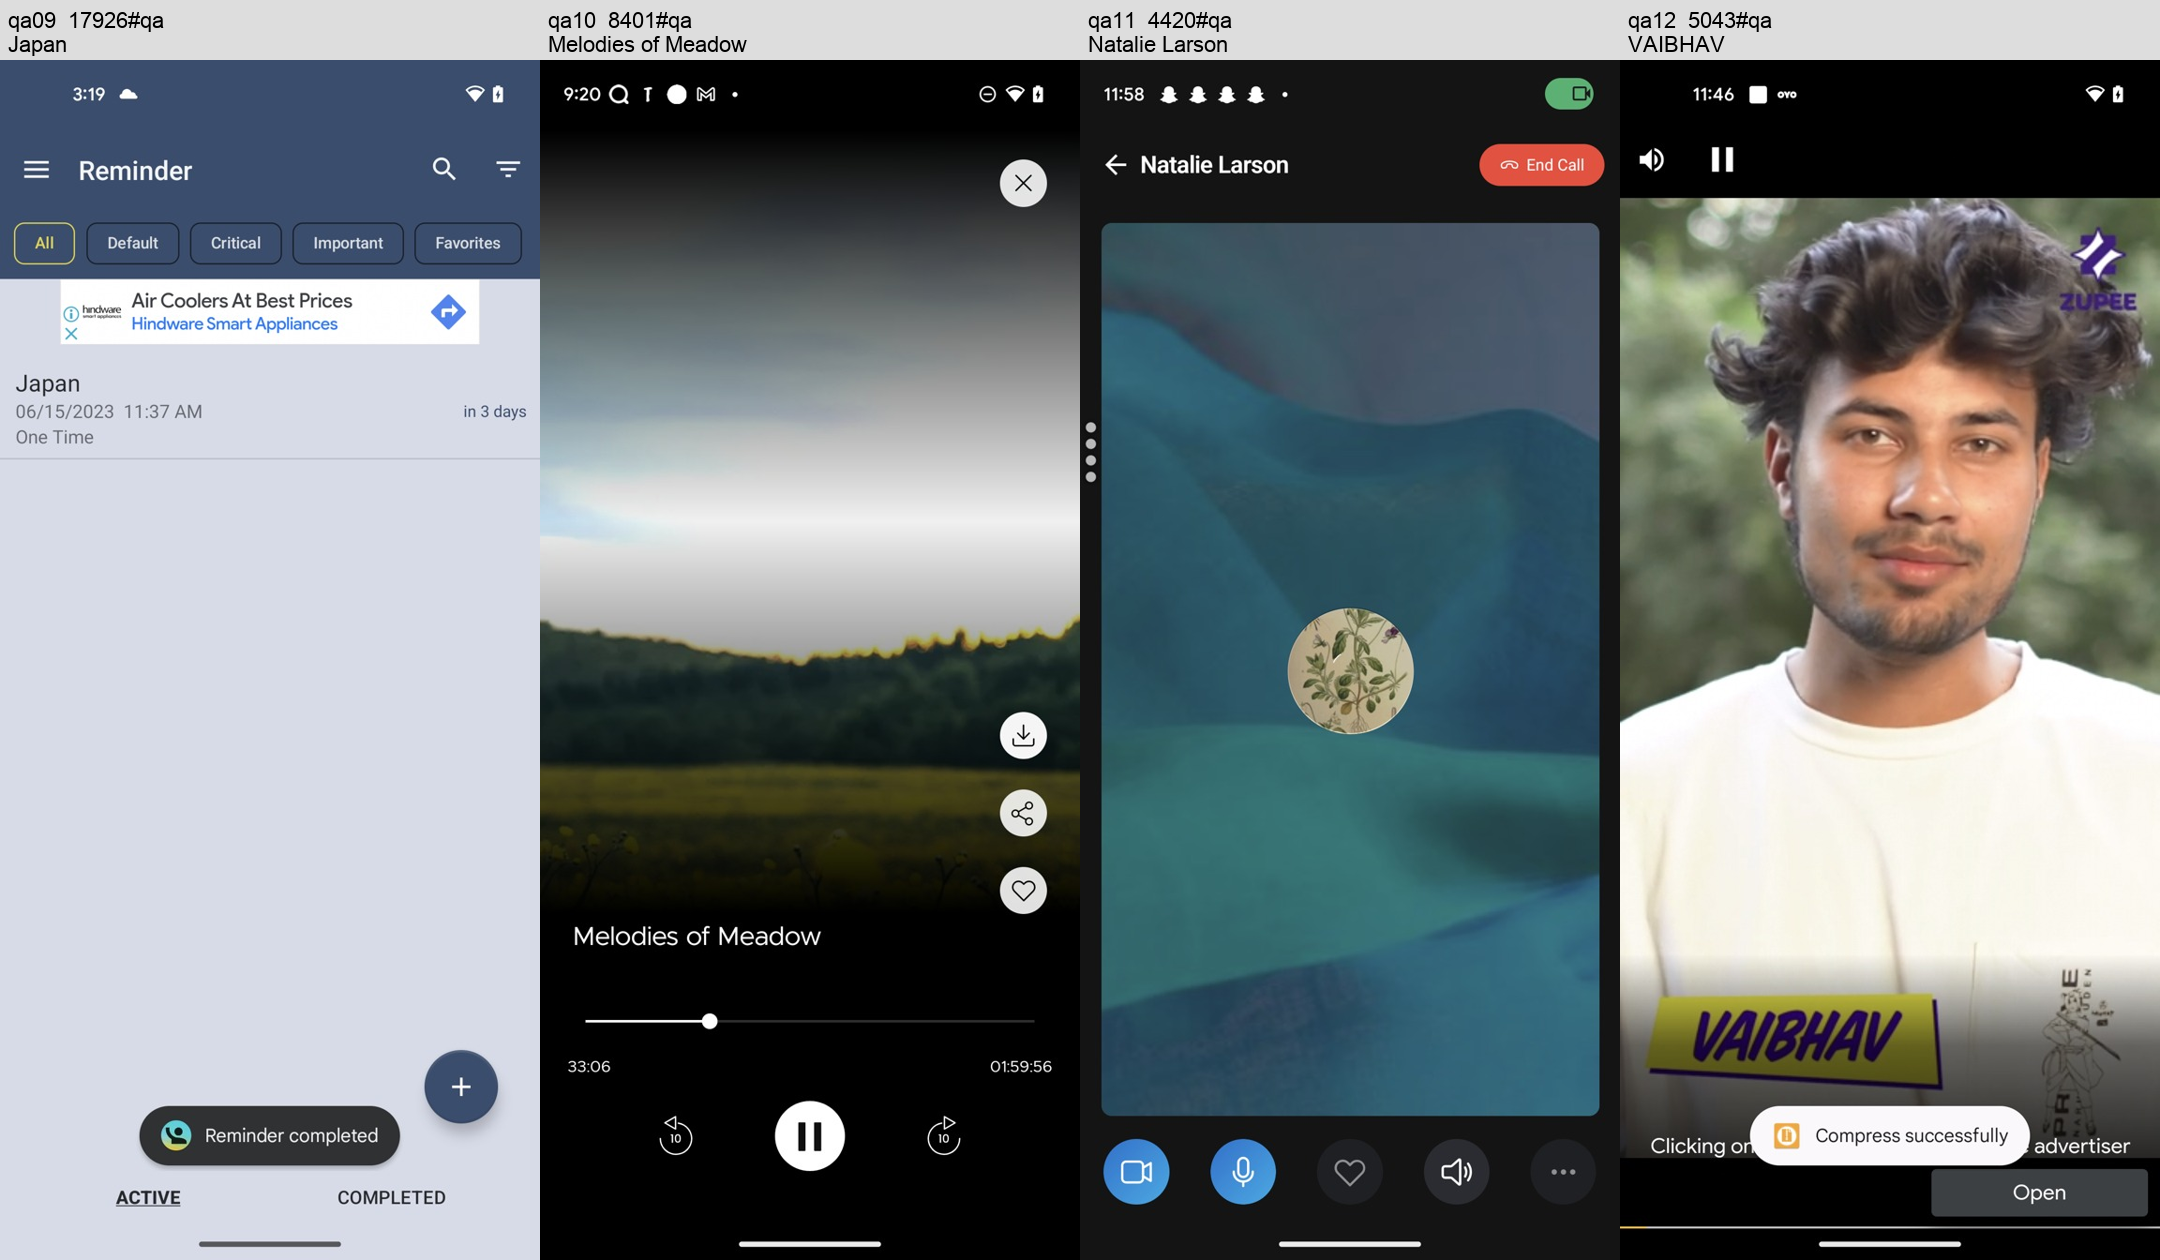 qa09 17926#qa
Japan
3:19
Reminder
All
Default
Critical
Important
Favorites
hindware
smart appliances
Air Coolers At Best Prices
Hindware Smart Appliances
Japan
06/15/2023 11:37 AM
in 3 days
One Time
Reminder completed
ACTIVE
COMPLETED
qa10 8401#qa
Melodies of Meadow
9:20
Melodies of Meadow
33:06
01:59:56
10
10
qa11 4420#qa
Natalie Larson
11:58
Natalie Larson
End Call
qa12 5043#qa
VAIBHAV
11:46
OYO
ZUPEE
VAIBHAV
Clicking on
Compress successfully
advertiser
Open